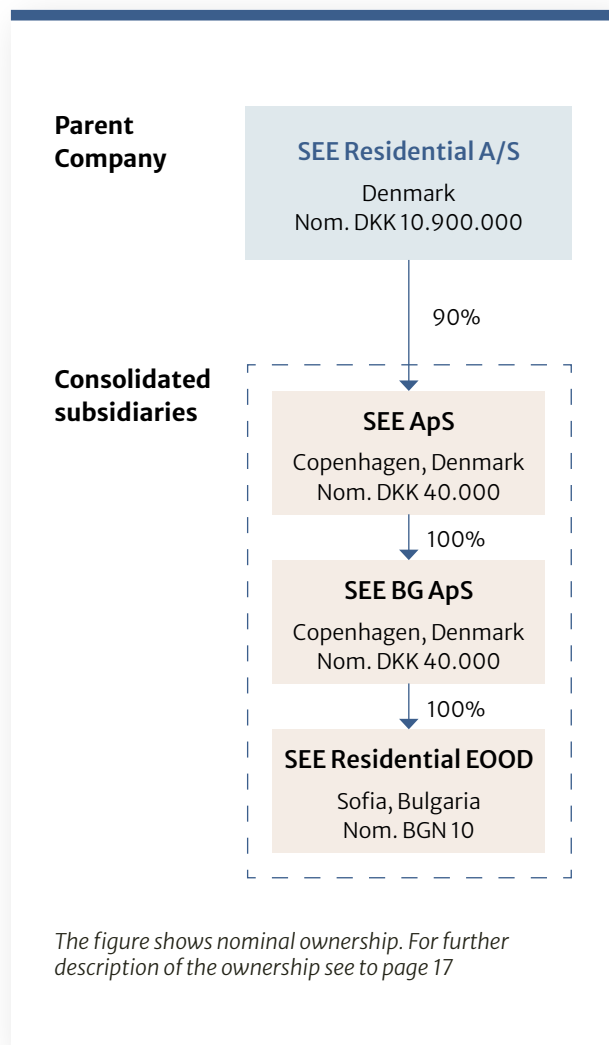 Parent
Company
SEE Residential A/S
Denmark
Nom. DKK 10.900.000
90%
Consolidated
subsidiaries
SEE ApS
Copenhagen, Denmark
Nom. DKK 40.000
100%
SEE BG ApS
Copenhagen, Denmark
Nom. DKK 40.000
100%
SEE Residential EOOD
Sofia, Bulgaria
Nom. BGN 10
The figure shows nominal ownership. For further
description of the ownership see to page 17